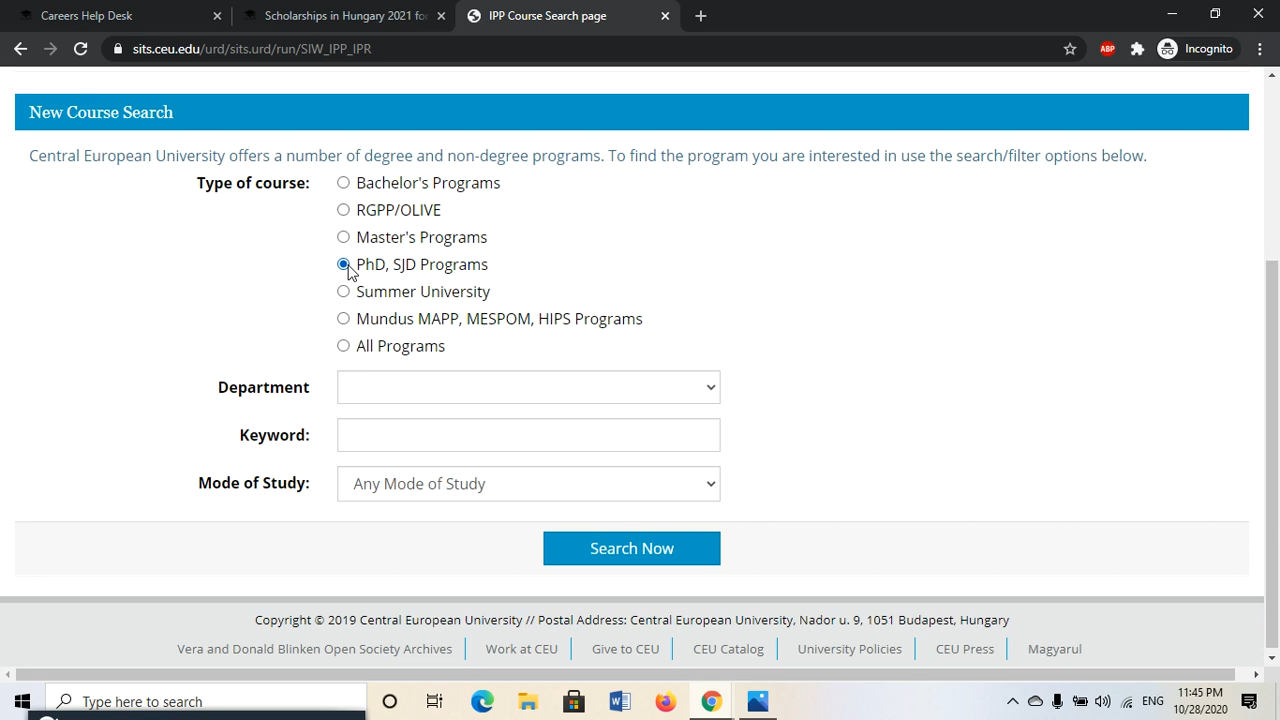 Careers Help Desk
Scholarships in Hungary 2021 for
IPP Course Search page
sits.ceu.edu/urd/sits.urd/run/SIW_IPP_IPR
ABP
Incognito
New Course Search
Central European University offers a number of degree and non-degree programs. To find the program you are interested in use the search/filter options below.
Type of course:
Bachelor's Programs
RGPP/OLIVE
Master's Programs
PhD, SJD Programs
Summer University
Mundus MAPP, MESPOM, HIPS Programs
All Programs
Department
Keyword:
Mode of Study:
Any Mode of Study
Search Now
Copyright © 2019 Central European University // Postal Address: Central European University, Nador u. 9, 1051 Budapest, Hungary
Vera and Donald Blinken Open Society Archives
Work at CEU
Give to CEU
CEU Catalog
University Policies
CEU Press
Magyarul
Type here to search
ENG
11:45 PM
10/28/2020